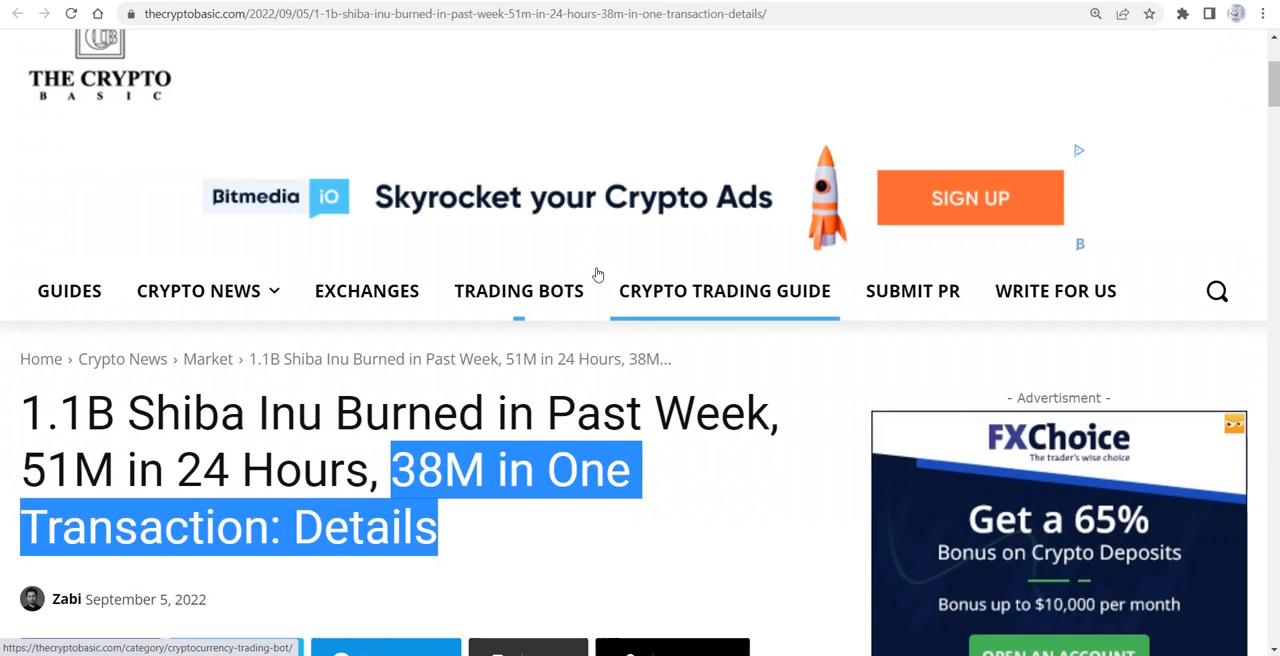 thecryptobasic.com/2022/09/05/1-1b-shiba-inu-burned-in-past-week-51m-in-24-hours-38m-in-one-transaction-details/
THE CRYPTO
BASIC
Bitmedia IO
Skyrocket your Crypto Ads
SIGN UP
GUIDES CRYPTO NEWS EXCHANGES TRADING BOTS CRYPTO TRADING GUIDE SUBMIT PR WRITE FOR US
Home › Crypto News › Market › 1.1B Shiba Inu Burned in Past Week, 51M in 24 Hours, 38M...
1.1B Shiba Inu Burned in Past Week,
51M in 24 Hours, 38M in One
Transaction: Details
Zabi September 5, 2022
- Advertisment -
FXChoice
The trader's wise choice
Get a 65%
Bonus on Crypto Deposits
Bonus up to $10,000 per month
OPEN AN ACCOUNT
https://thecryptobasic.com/category/cryptocurrency-trading-bot/